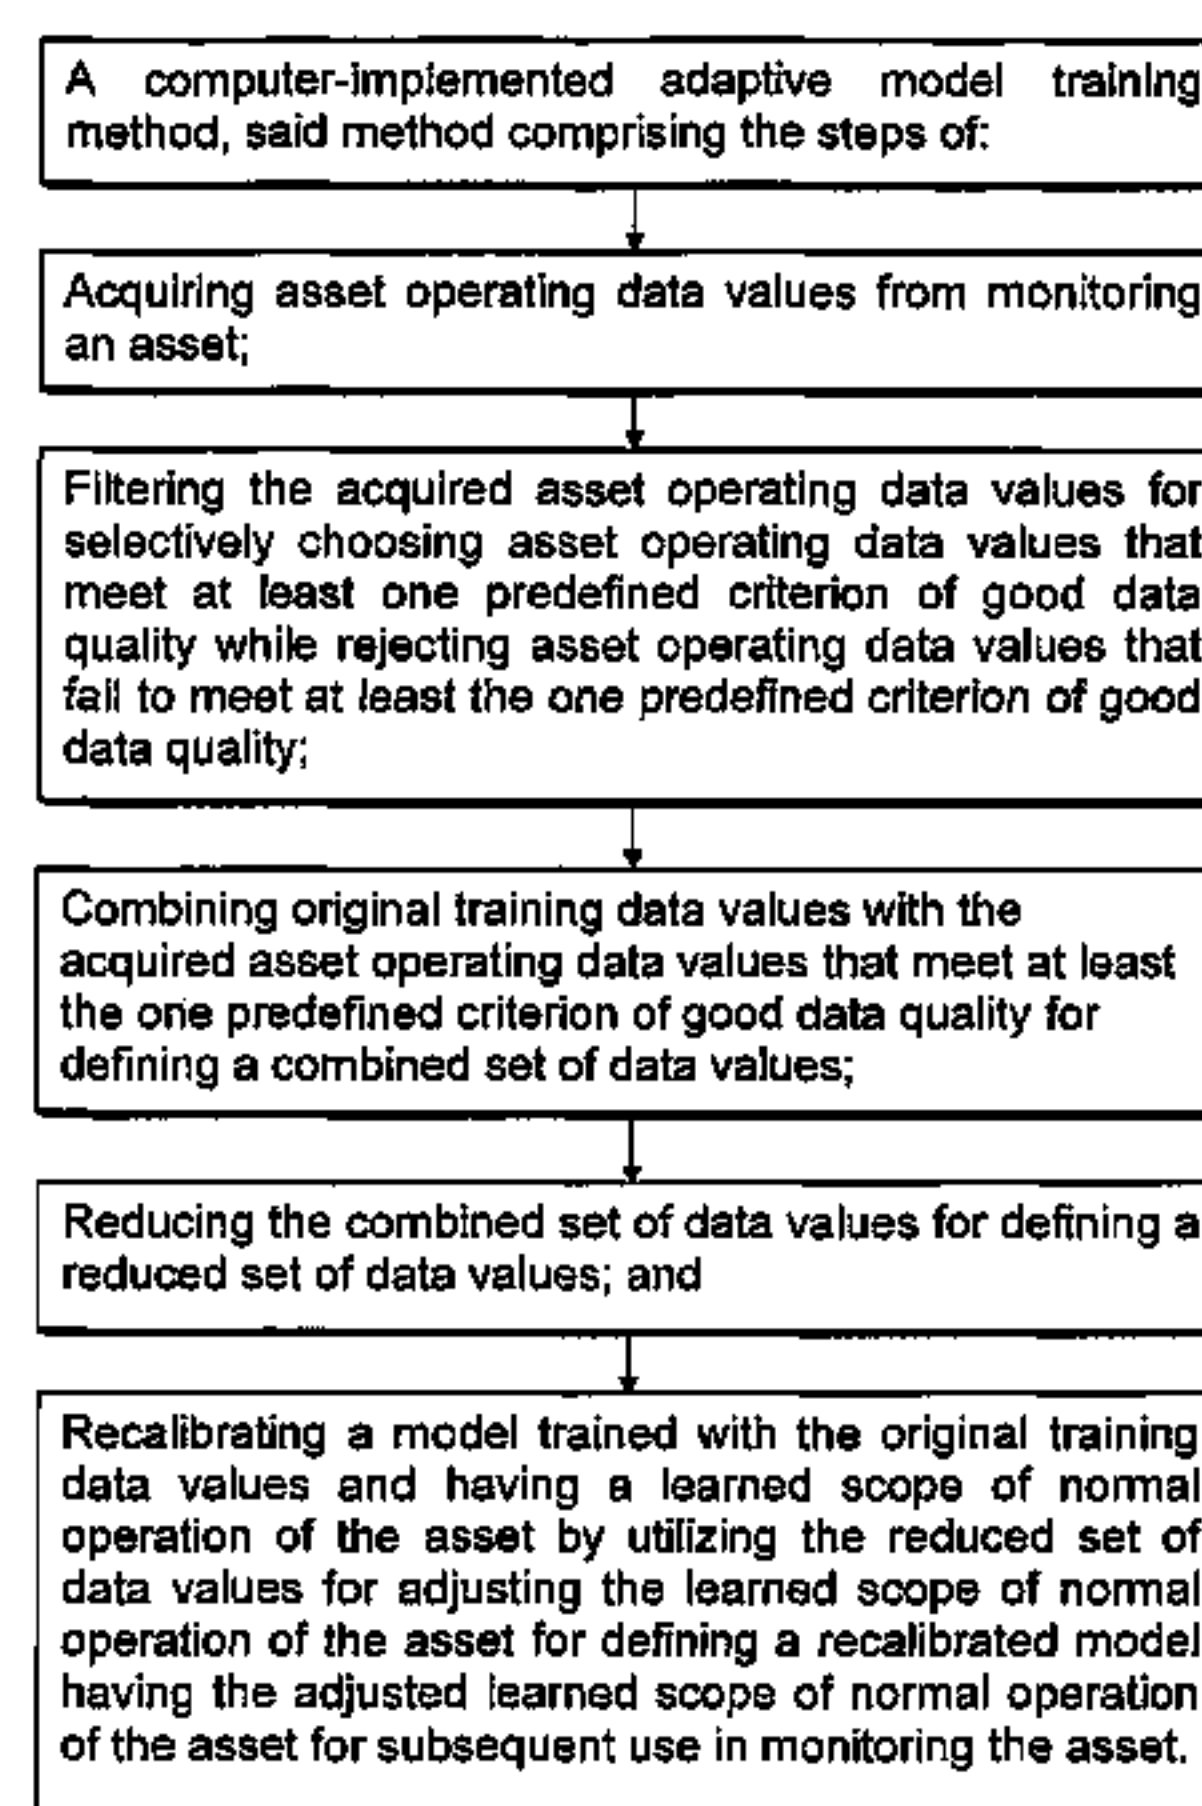 A computer-implemented adaptive model training
method, said method comprising the steps of:
Acquiring asset operating data values from monitoring
an asset;
Filtering the acquired asset operating data values for
selectively choosing asset operating data values that
meet at least one predefined criterion of good data
quality while rejecting asset operating data values that
fail to meet at least the one predefined criterion of good
data quality;
Combining original training data values with the
acquired asset operating data values that meet at least
the one predefined criterion of good data quality for
defining a combined set of data values;
Reducing the combined set of data values for defining a
reduced set of data values; and
Recalibrating a model trained with the original training
data values and having a learned scope of normal
operation of the asset by utilizing the reduced set of
data values for adjusting the learned scope of normal
operation of the asset for defining a recalibrated model
having the adjusted learned scope of normal operation
of the asset for subsequent use in monitoring the asset.